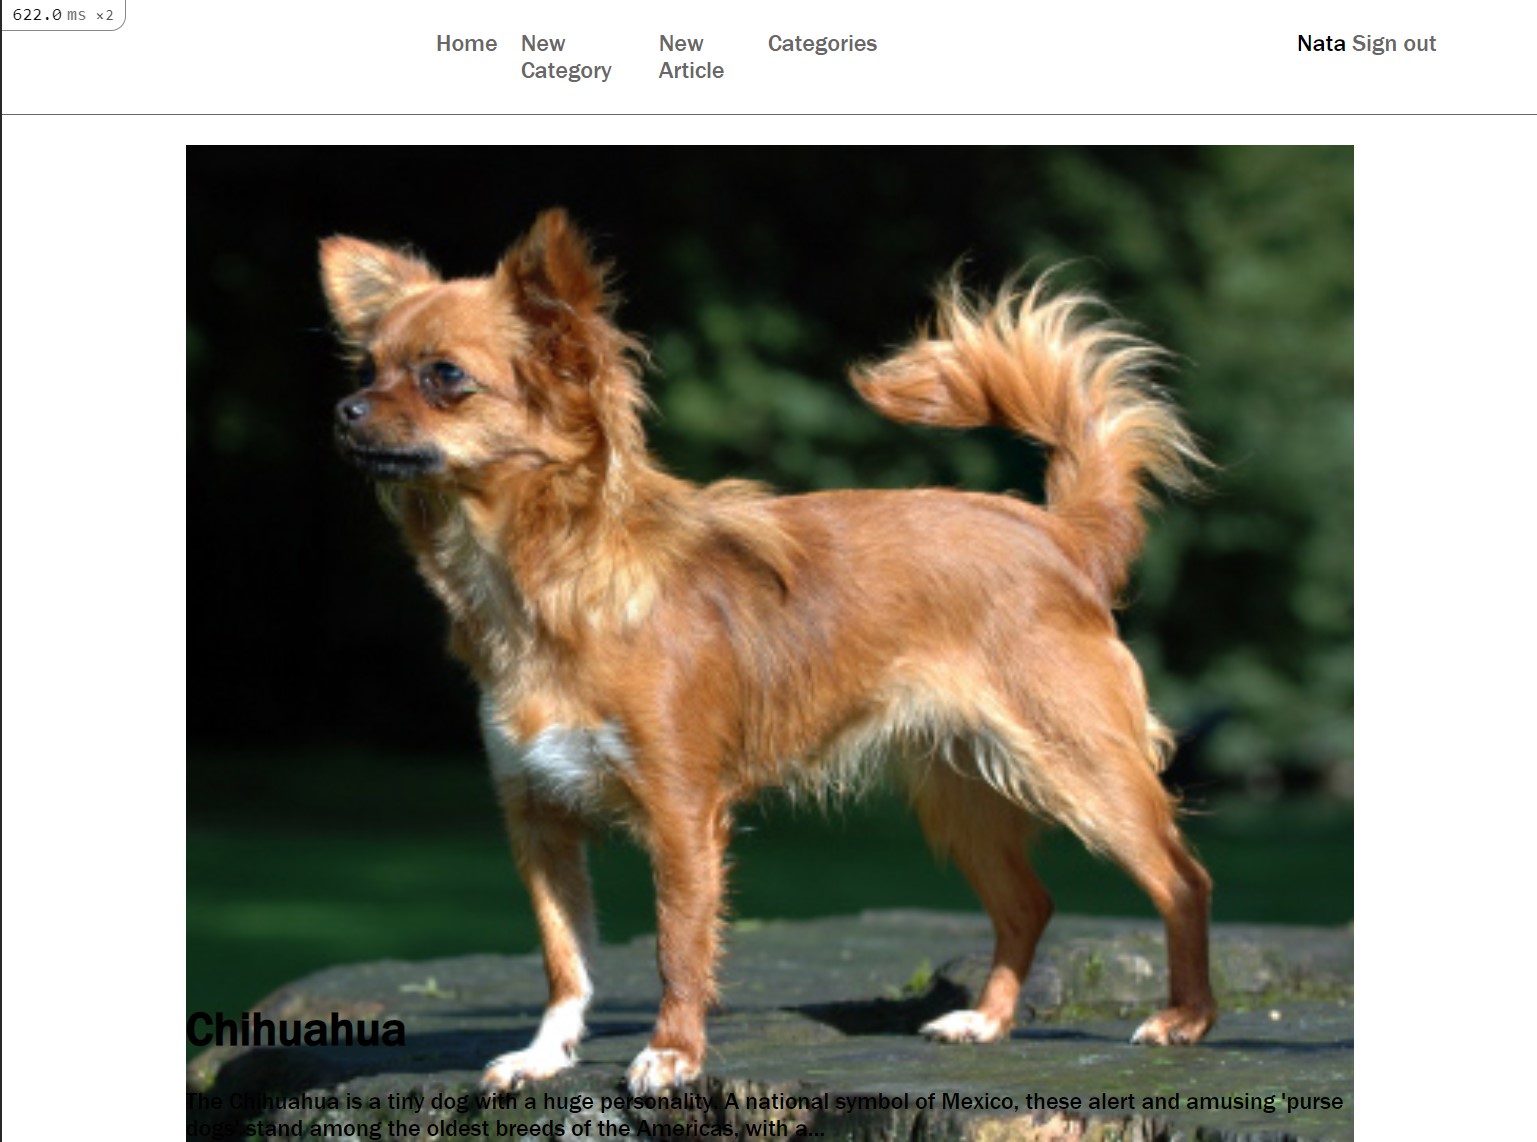 622.0 ms ×2
Home New Category New Article Categories Nata Sign out
Chihuahua
The Chihuahua is a tiny dog with a huge personality. A national symbol of Mexico, these alert and amusing 'purse
dogs' stand among the oldest breeds of the Americas, with a...